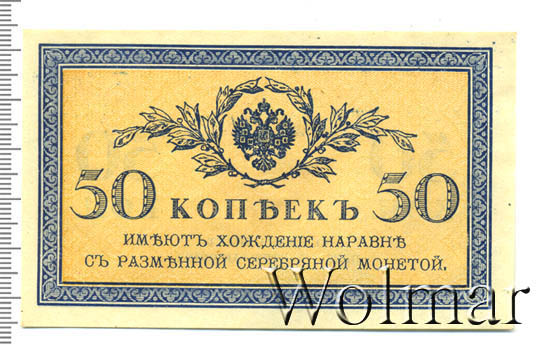 50 КОПѢЕКЪ 50
ИМѢЮТЪ ХОЖДЕНІЕ НАРАВНѢ
СЪ РАЗМѢННОЙ СЕРЕБРЯНОЙ МОНЕТОЙ.
Wolmar